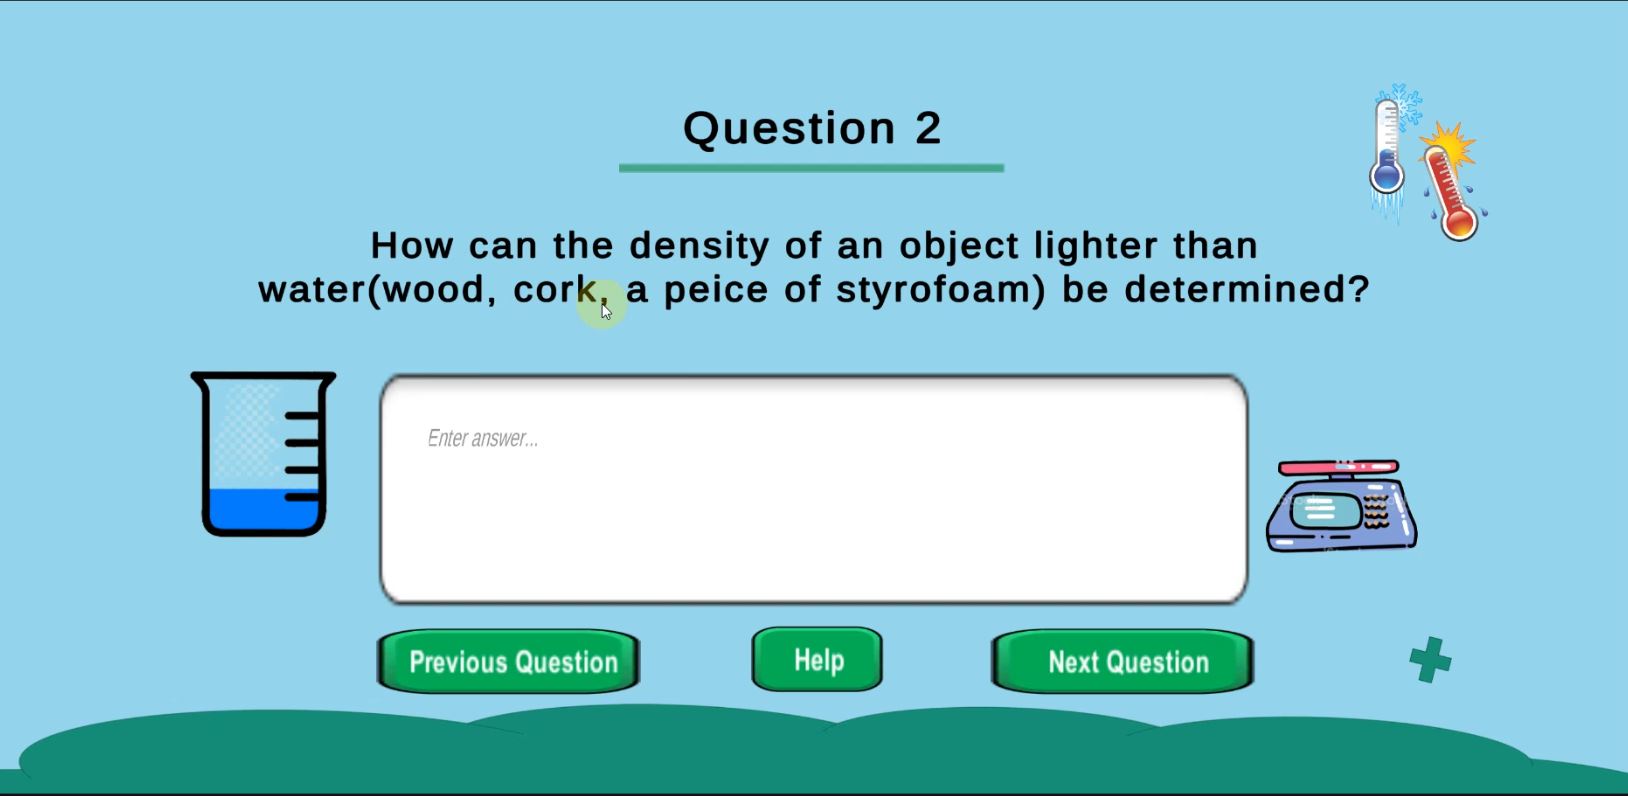 Question 2
How can the density of an object lighter than
water(wood, cork, a peice of styrofoam) be determined?
Enter answer...
Previous Question
Help
Next Question